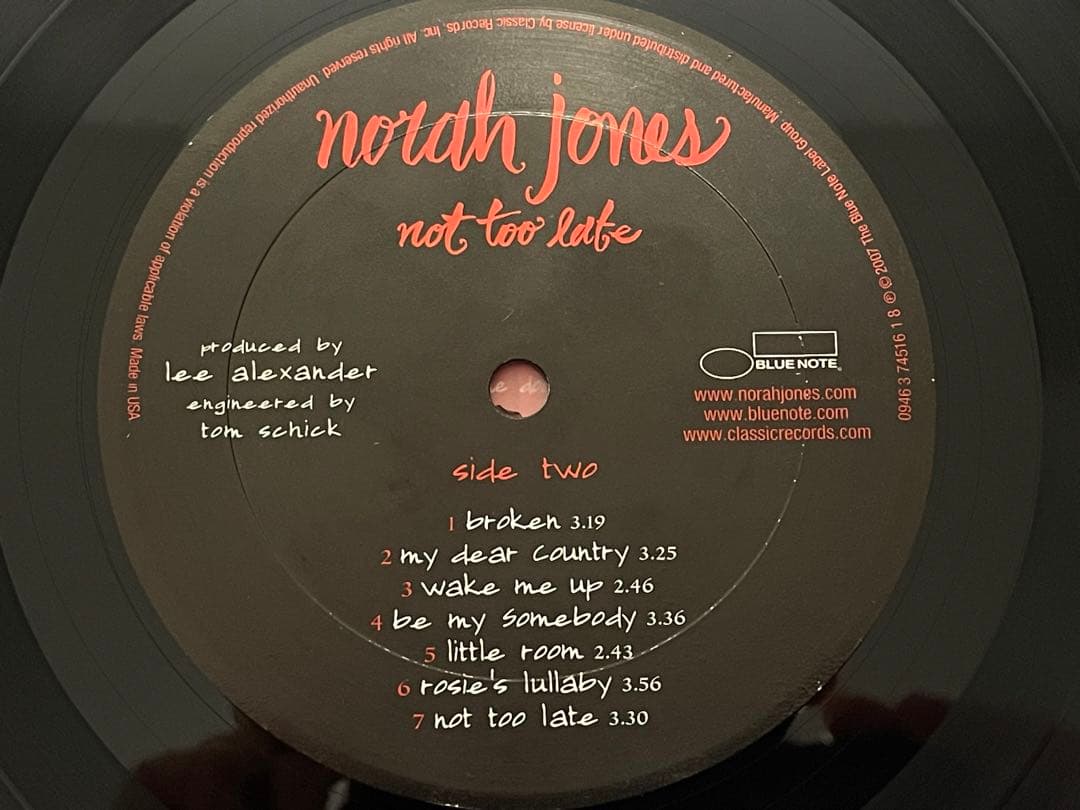 norah jones
not too late
produced by
lee alexander
engineered by
tom schick
BLUE NOTE
www.norahjones.com
www.bluenote.com
www.classicrecords.com
side two
1 broken 3.19
2 my dear country 3.25
3 wake me up 2.46
4 be my somebody 3.36
5 little room 2.43
6 rosie's lullaby 3.56
7 not too late 3.30
0946 3 74516 1 8 ℗ © 2007 The Blue Note Label Group. Manufactured and distributed under license by Classic Records, Inc. All rights reserved. Unauthorized reproduction is a violation of applicable laws. Made in USA